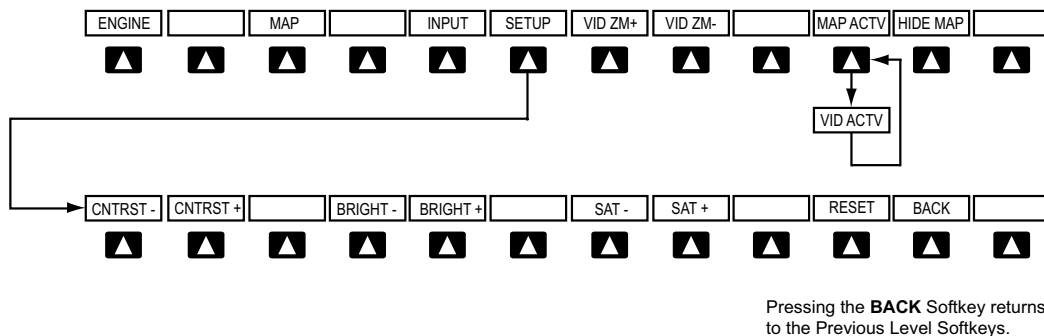 ENGINE MAP INPUT SETUP VID ZM+ VID ZM- MAP ACTV HIDE MAP
VID ACTV
CNTRST - CNTRST + BRIGHT - BRIGHT + SAT - SAT + RESET BACK
Pressing the BACK Softkey returns
to the Previous Level Softkeys.